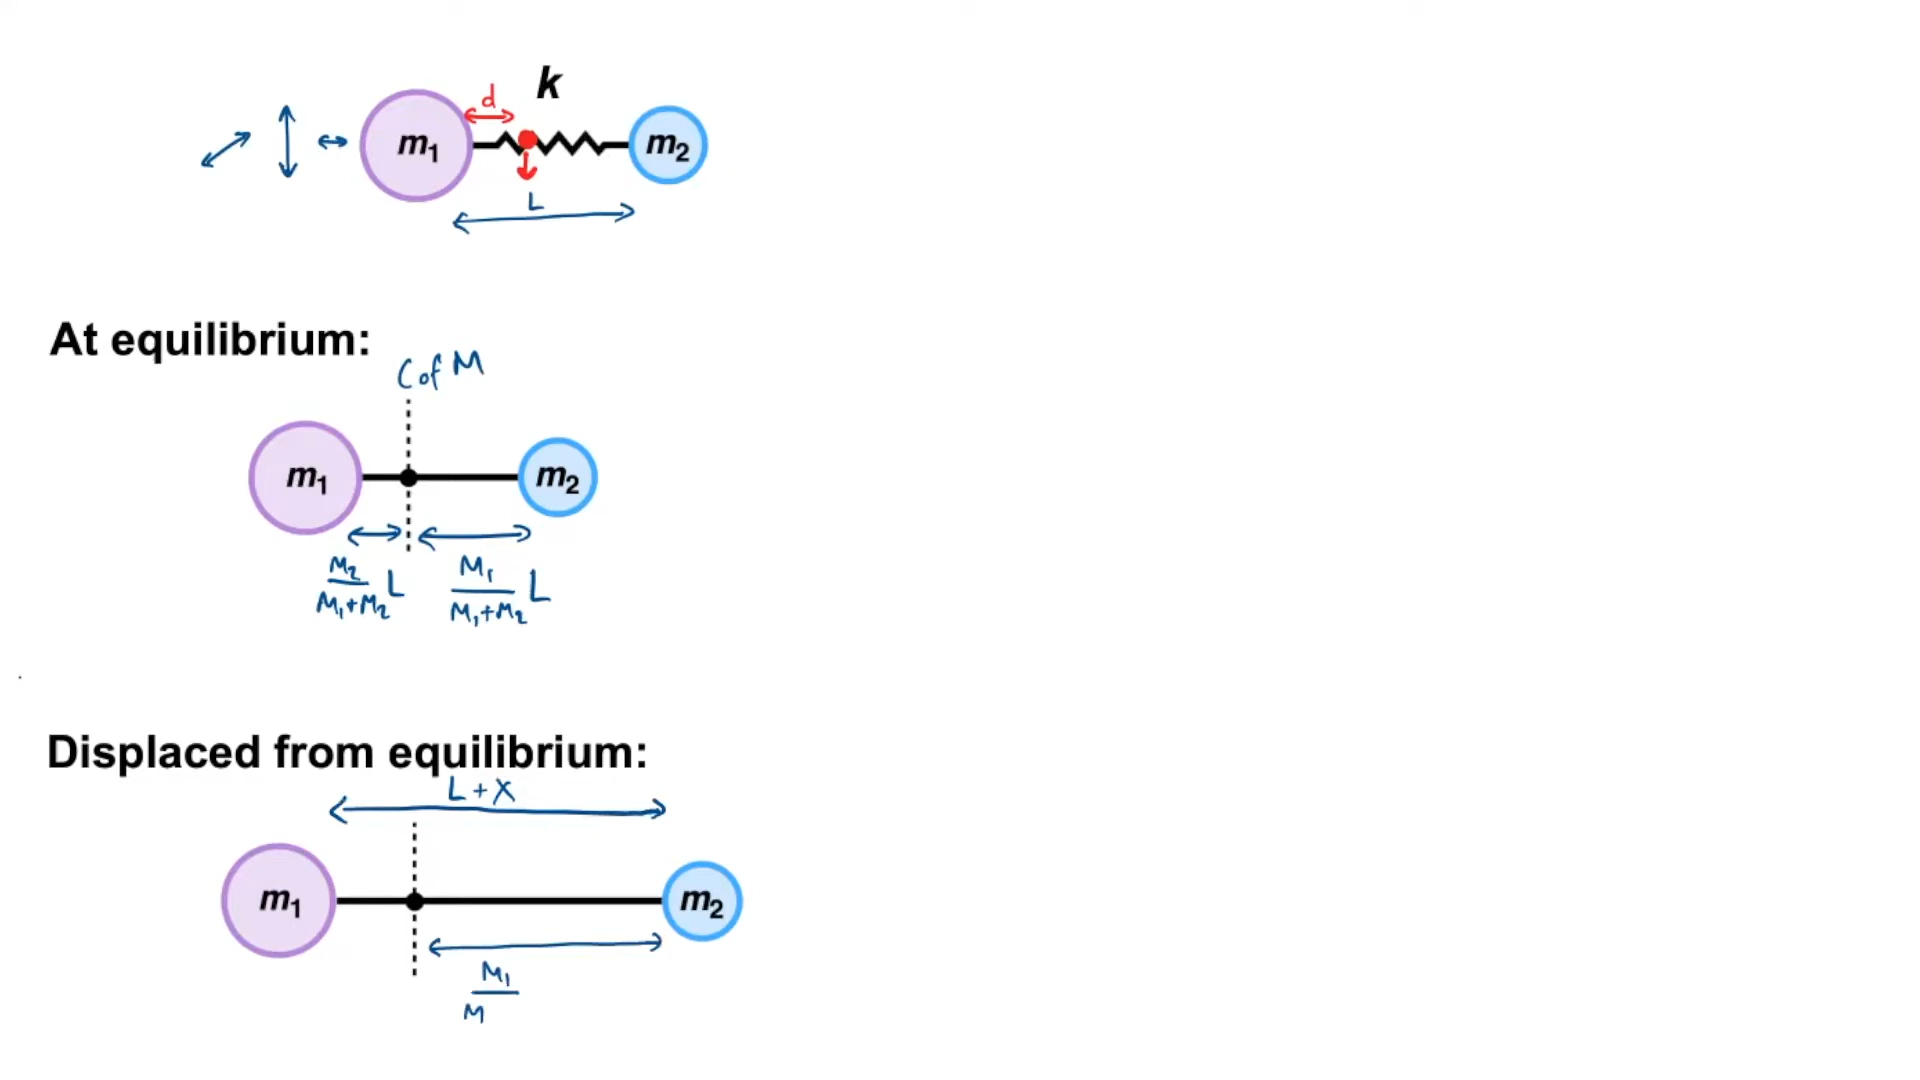 k
d
m1
m2
L
At equilibrium:
C of M
m1
m2
M2
M1
M1+M2 L
M1+M2 L
Displaced from equilibrium:
L+X
m1
m2
M1
M